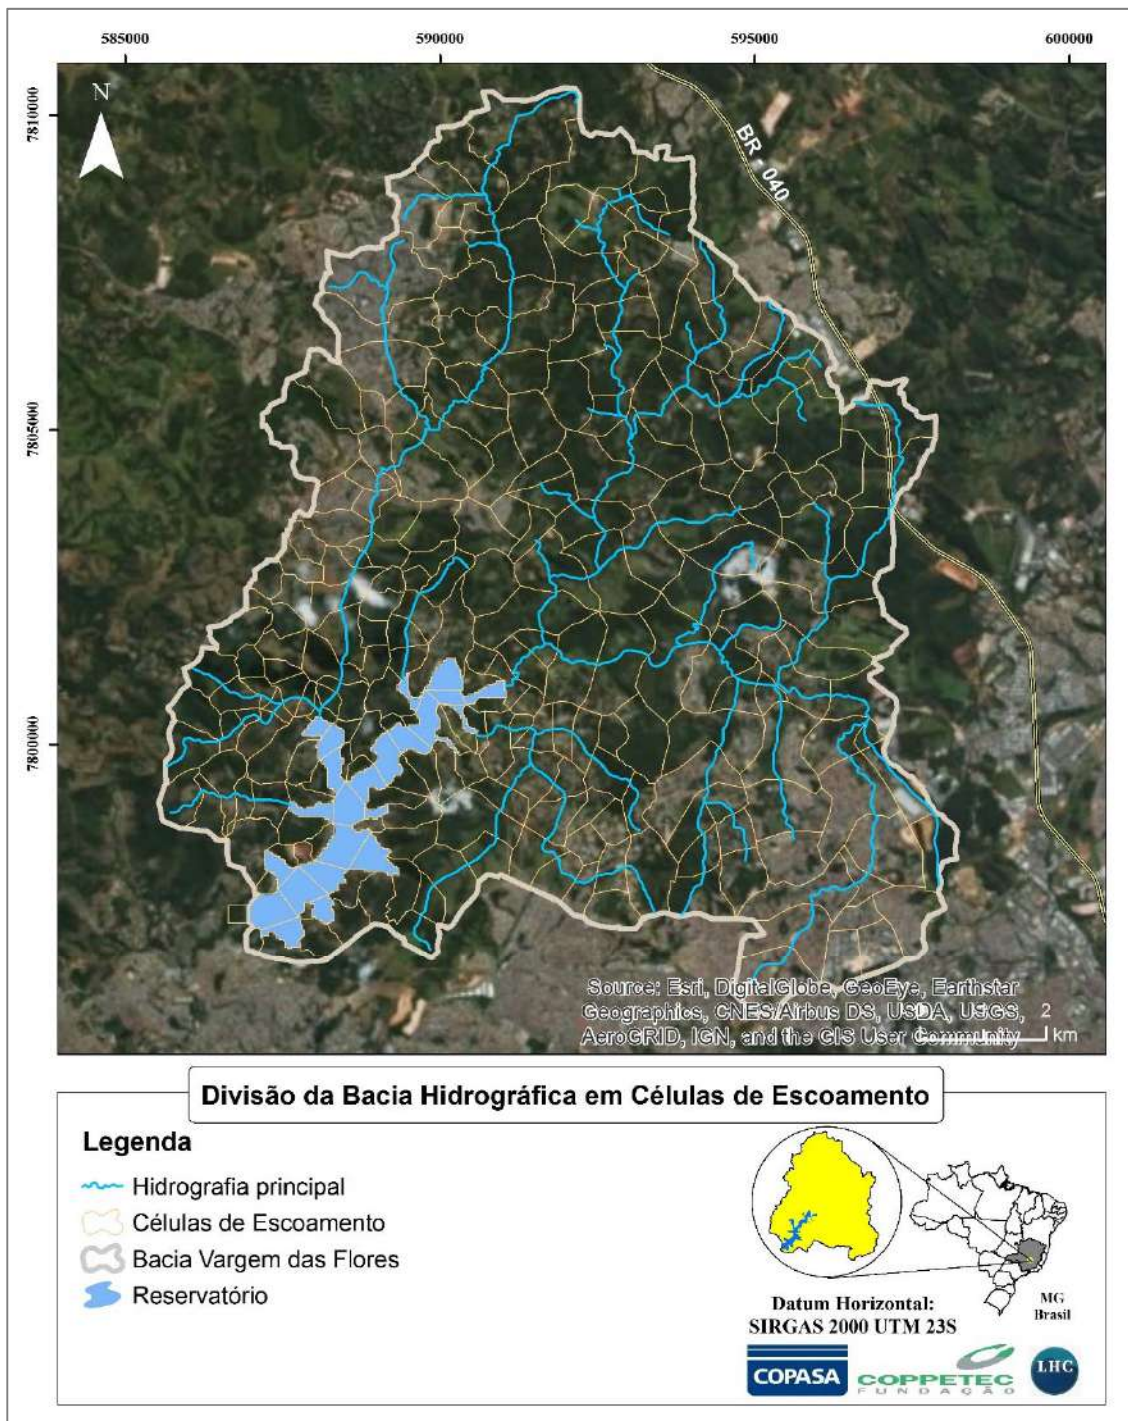 585000 590000 595000 600000
7810000
7805000
7800000
N
BR - 040
Source: Esri, DigitalGlobe, GeoEye, Earthstar
Geographics, CNES/Airbus DS, USDA, USGS,
AeroGRID, IGN, and the GIS User Community
2
km
Divisão da Bacia Hidrográfica em Células de Escoamento
Legenda
Hidrografia principal
Células de Escoamento
Bacia Vargem das Flores
Reservatório
MG
Brasil
Datum Horizontal:
SIRGAS 2000 UTM 23S
COPASA
COPPETEC
FUNDAÇÃO
LHC